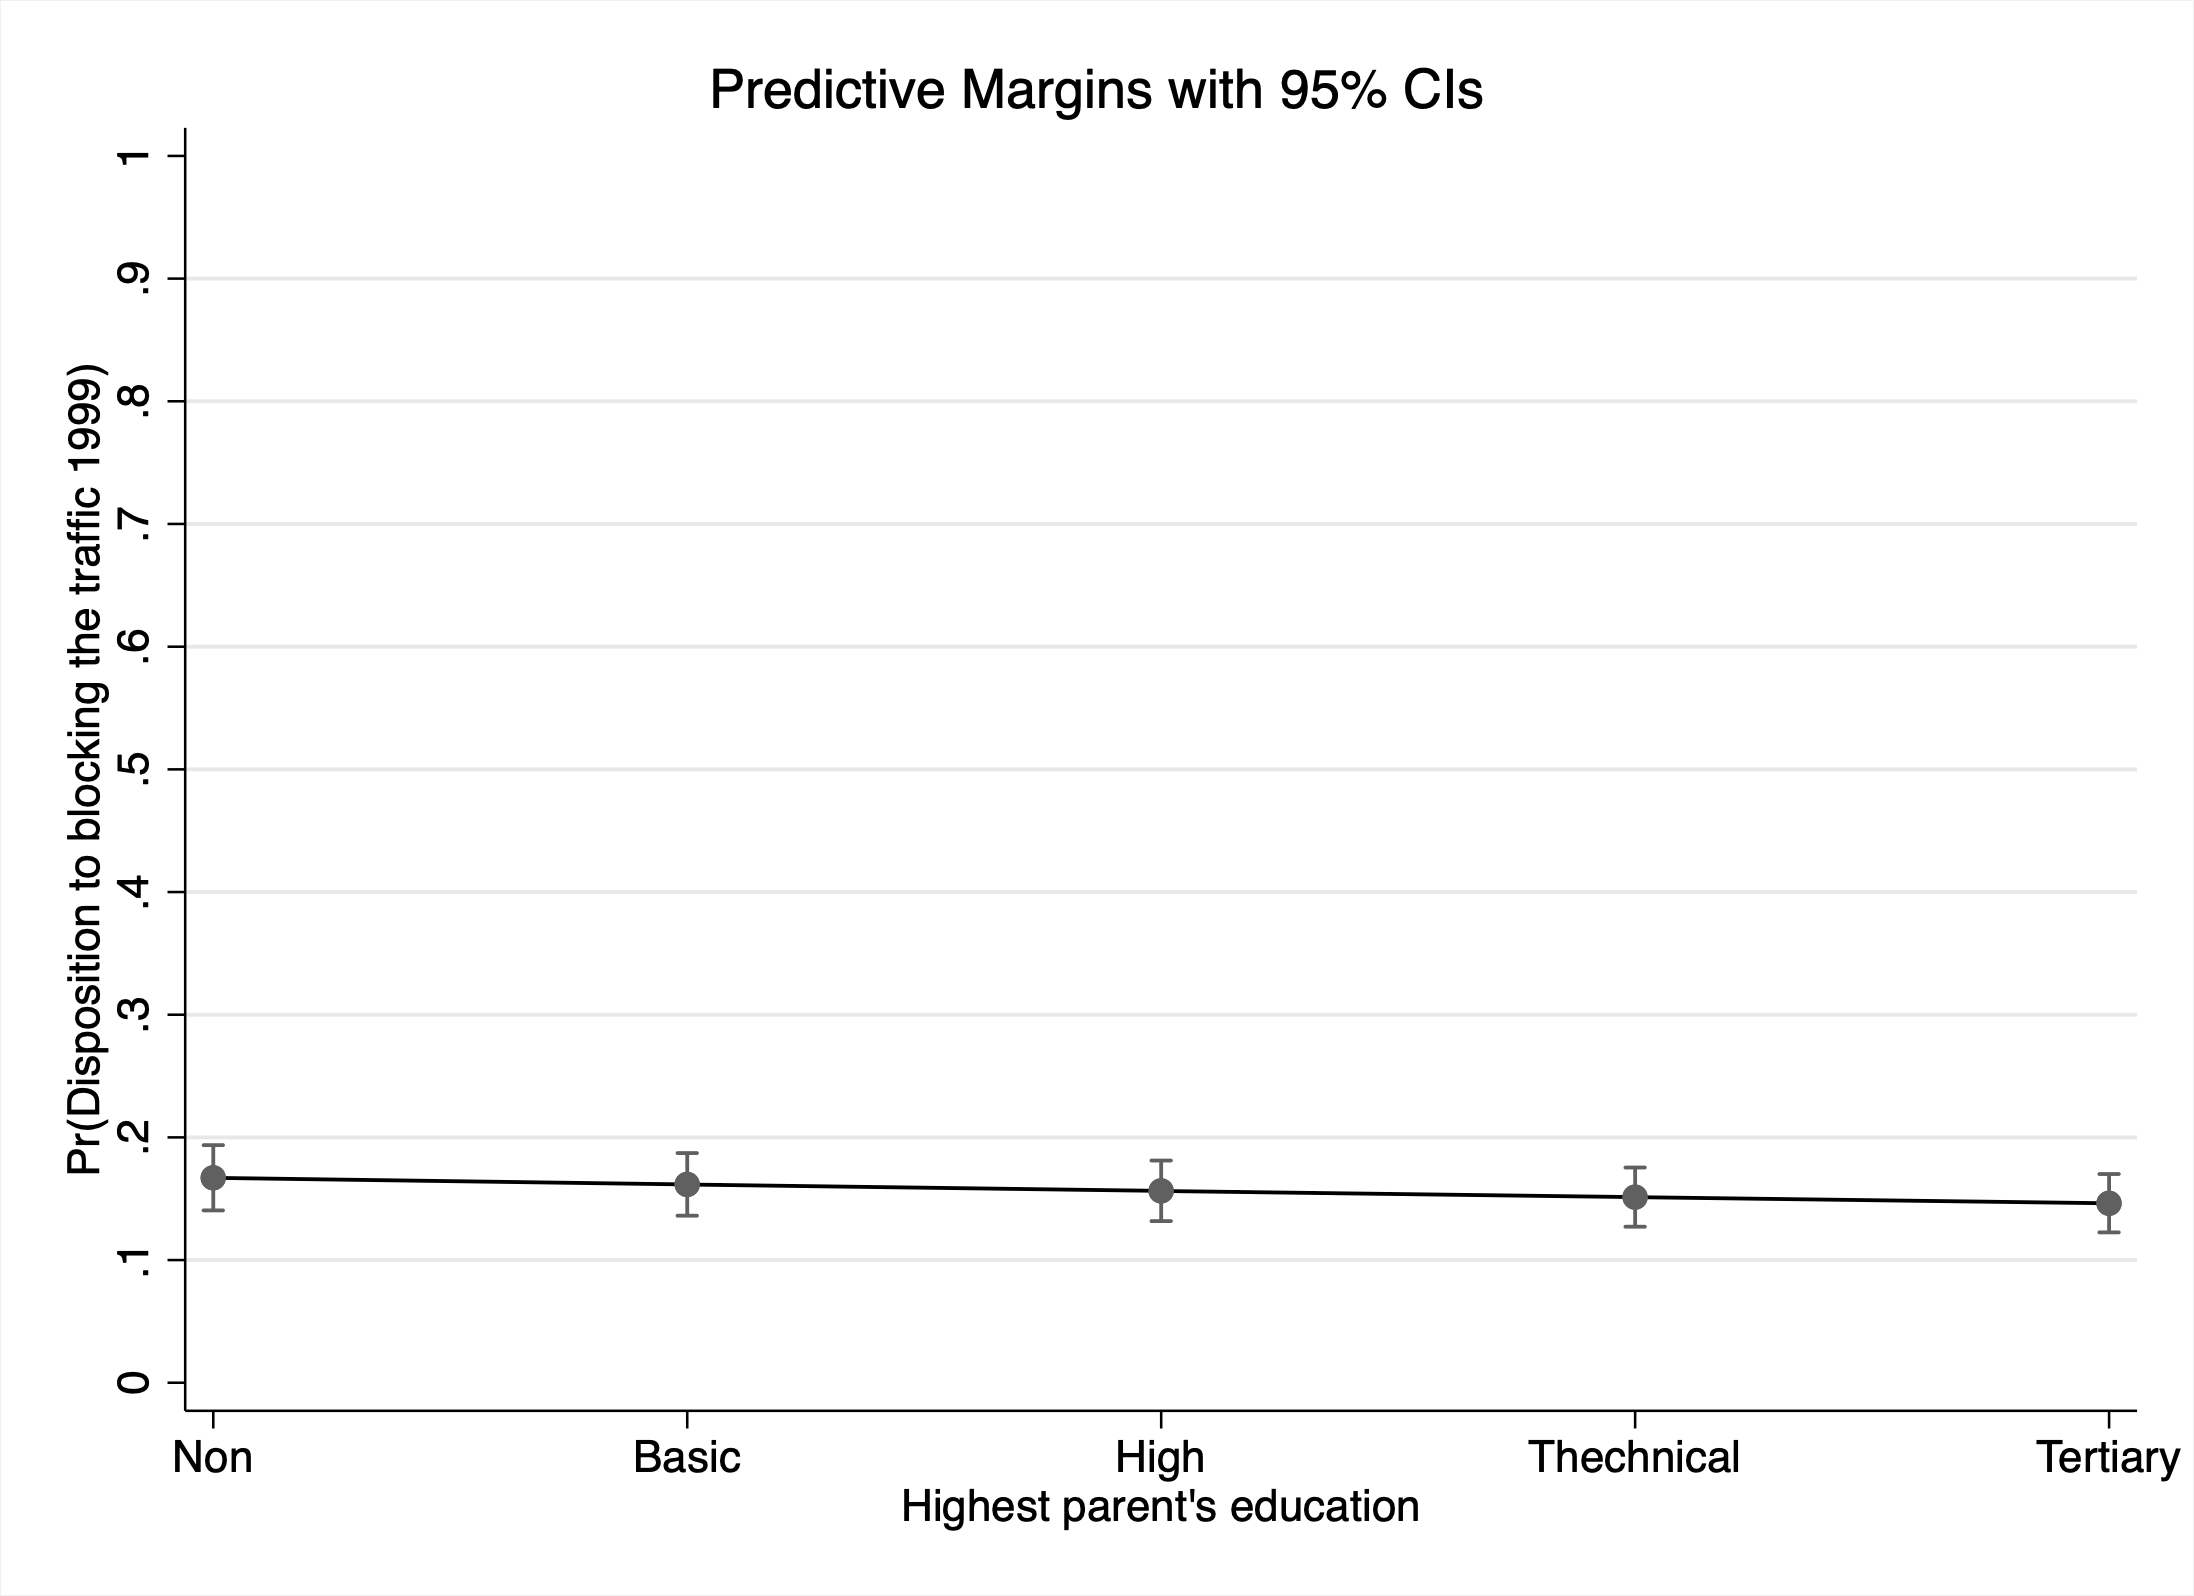 Predictive Margins with 95% CIs
Pr(Disposition to blocking the traffic 1999)
1
.9
.8
.7
.6
.5
.4
.3
.2
.1
0
Non Basic High Thechnical Tertiary
Highest parent's education